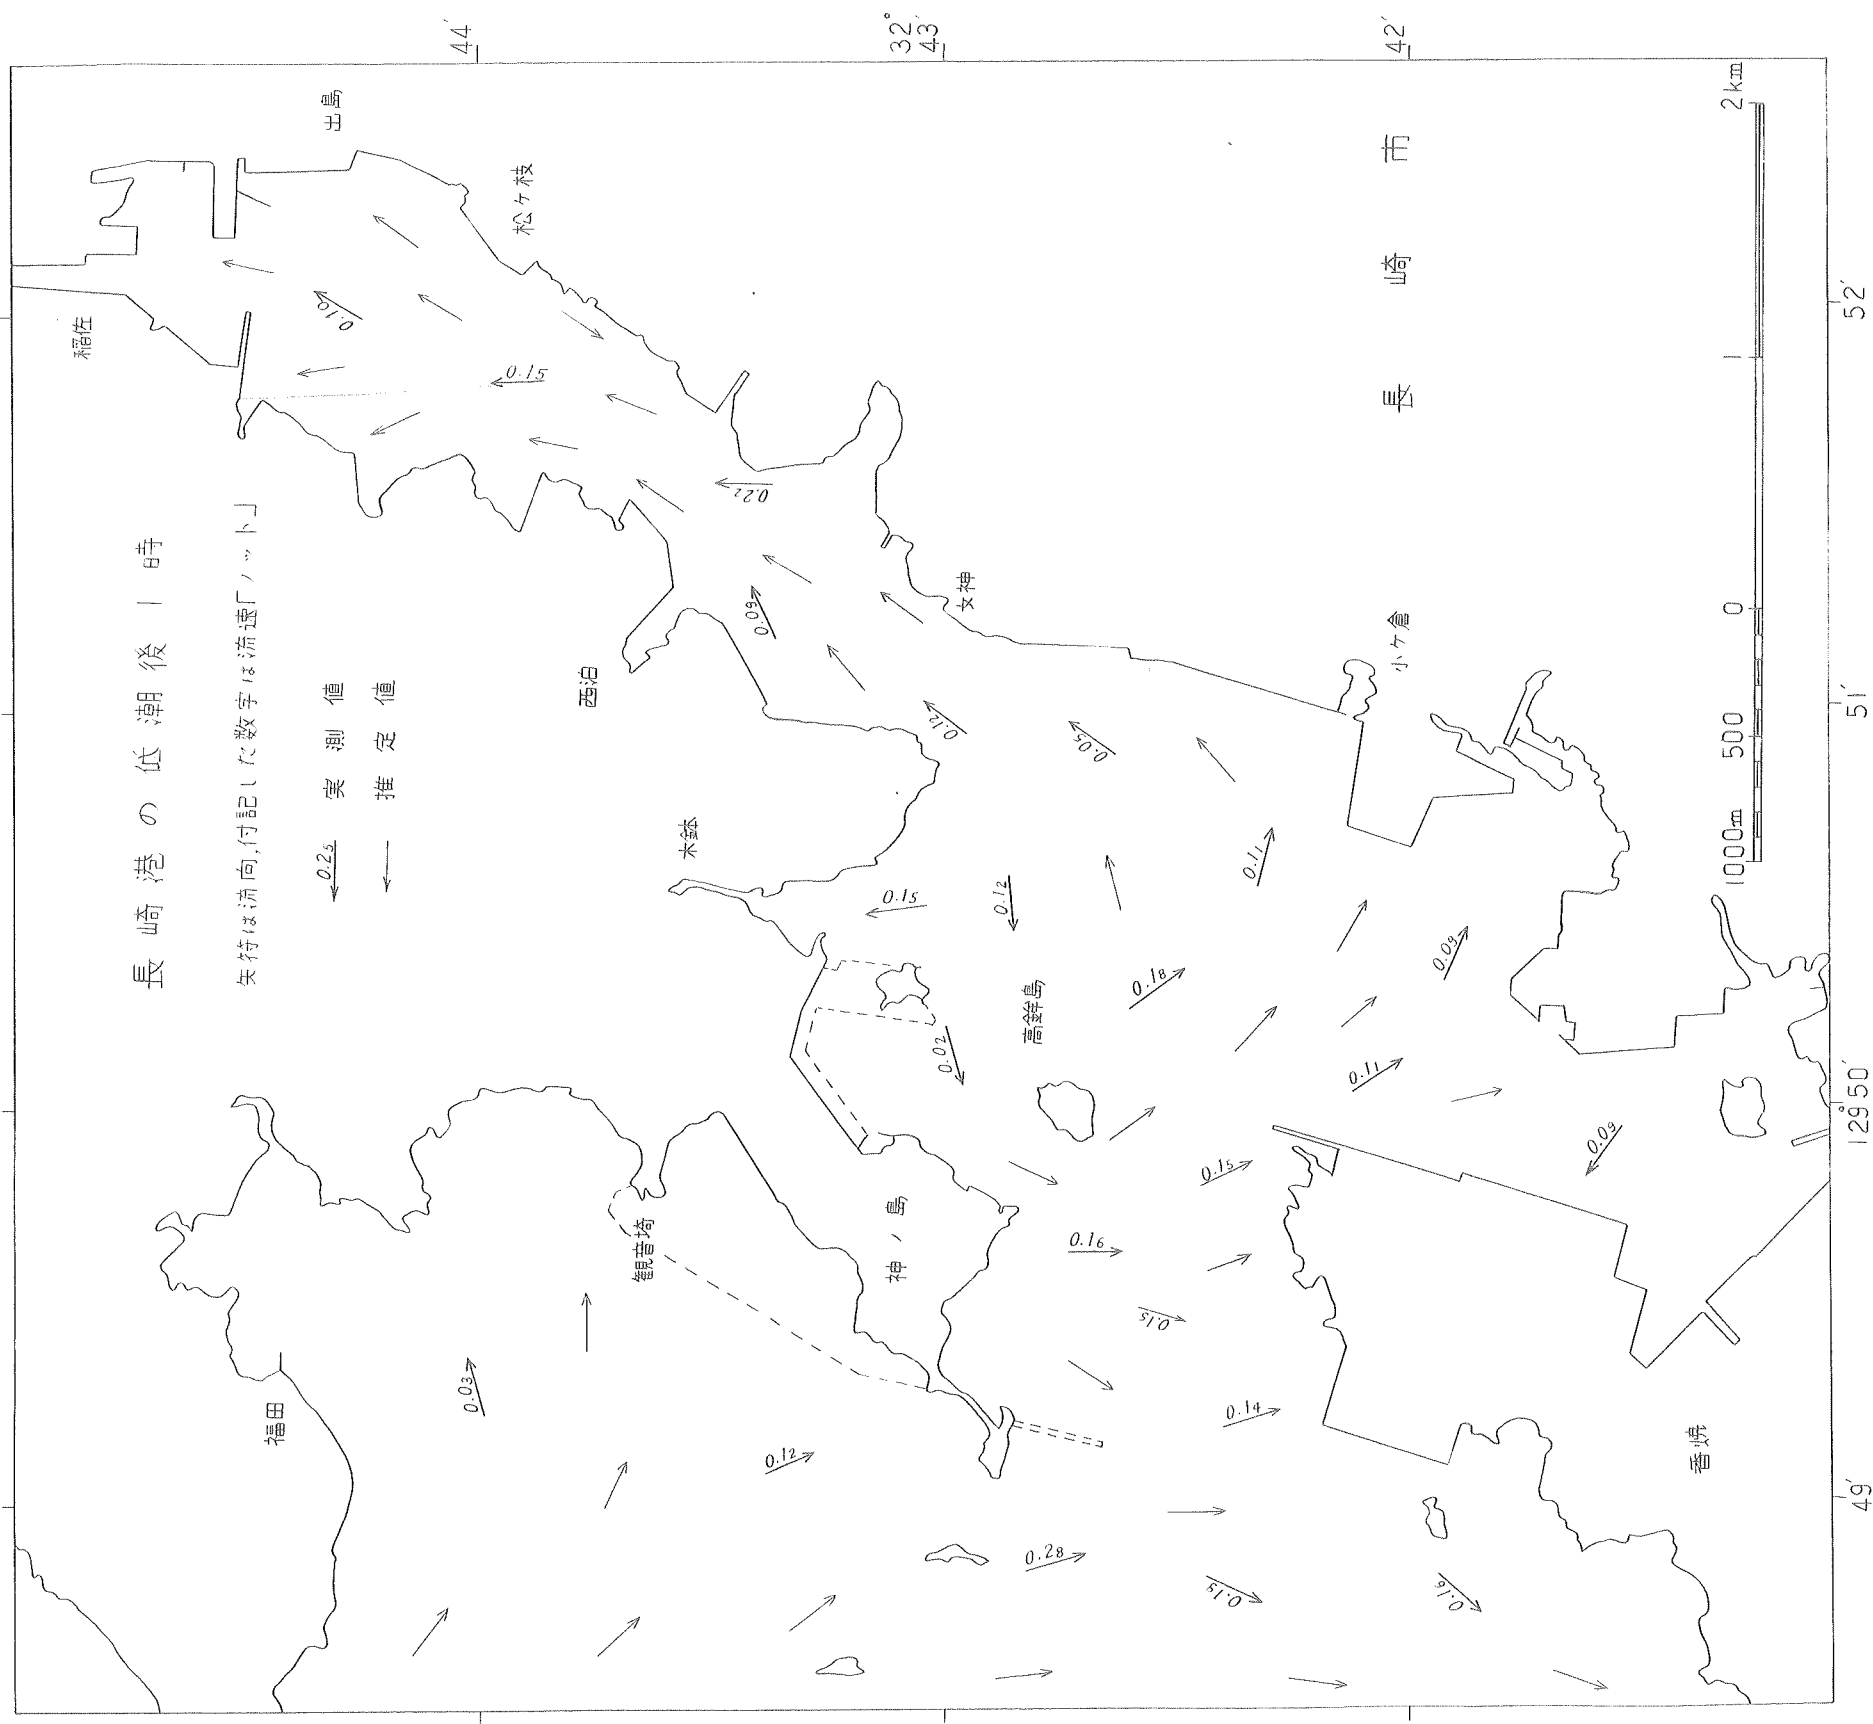 長崎港の低潮後1時
矢符は流向,付記した数字は流速「ノット」
0.25 実測値
推定値
44′
32°43′
42′
出島
松ヶ枝
稲佐
0.10
0.15
0.22
0.09
西泊
女神
0.12
0.05
木鉢
0.15
0.12
0.11
小ヶ倉
長崎市
0.18
0.09
高鉾島
0.02
0.11
0.15
0.09
0.16
0.15
神ノ島
観音埼
0.14
福田
0.03
0.12
0.28
0.19
0.16
香焼
1000m 500 0 1 2km
52′
51′
129°50′
49′